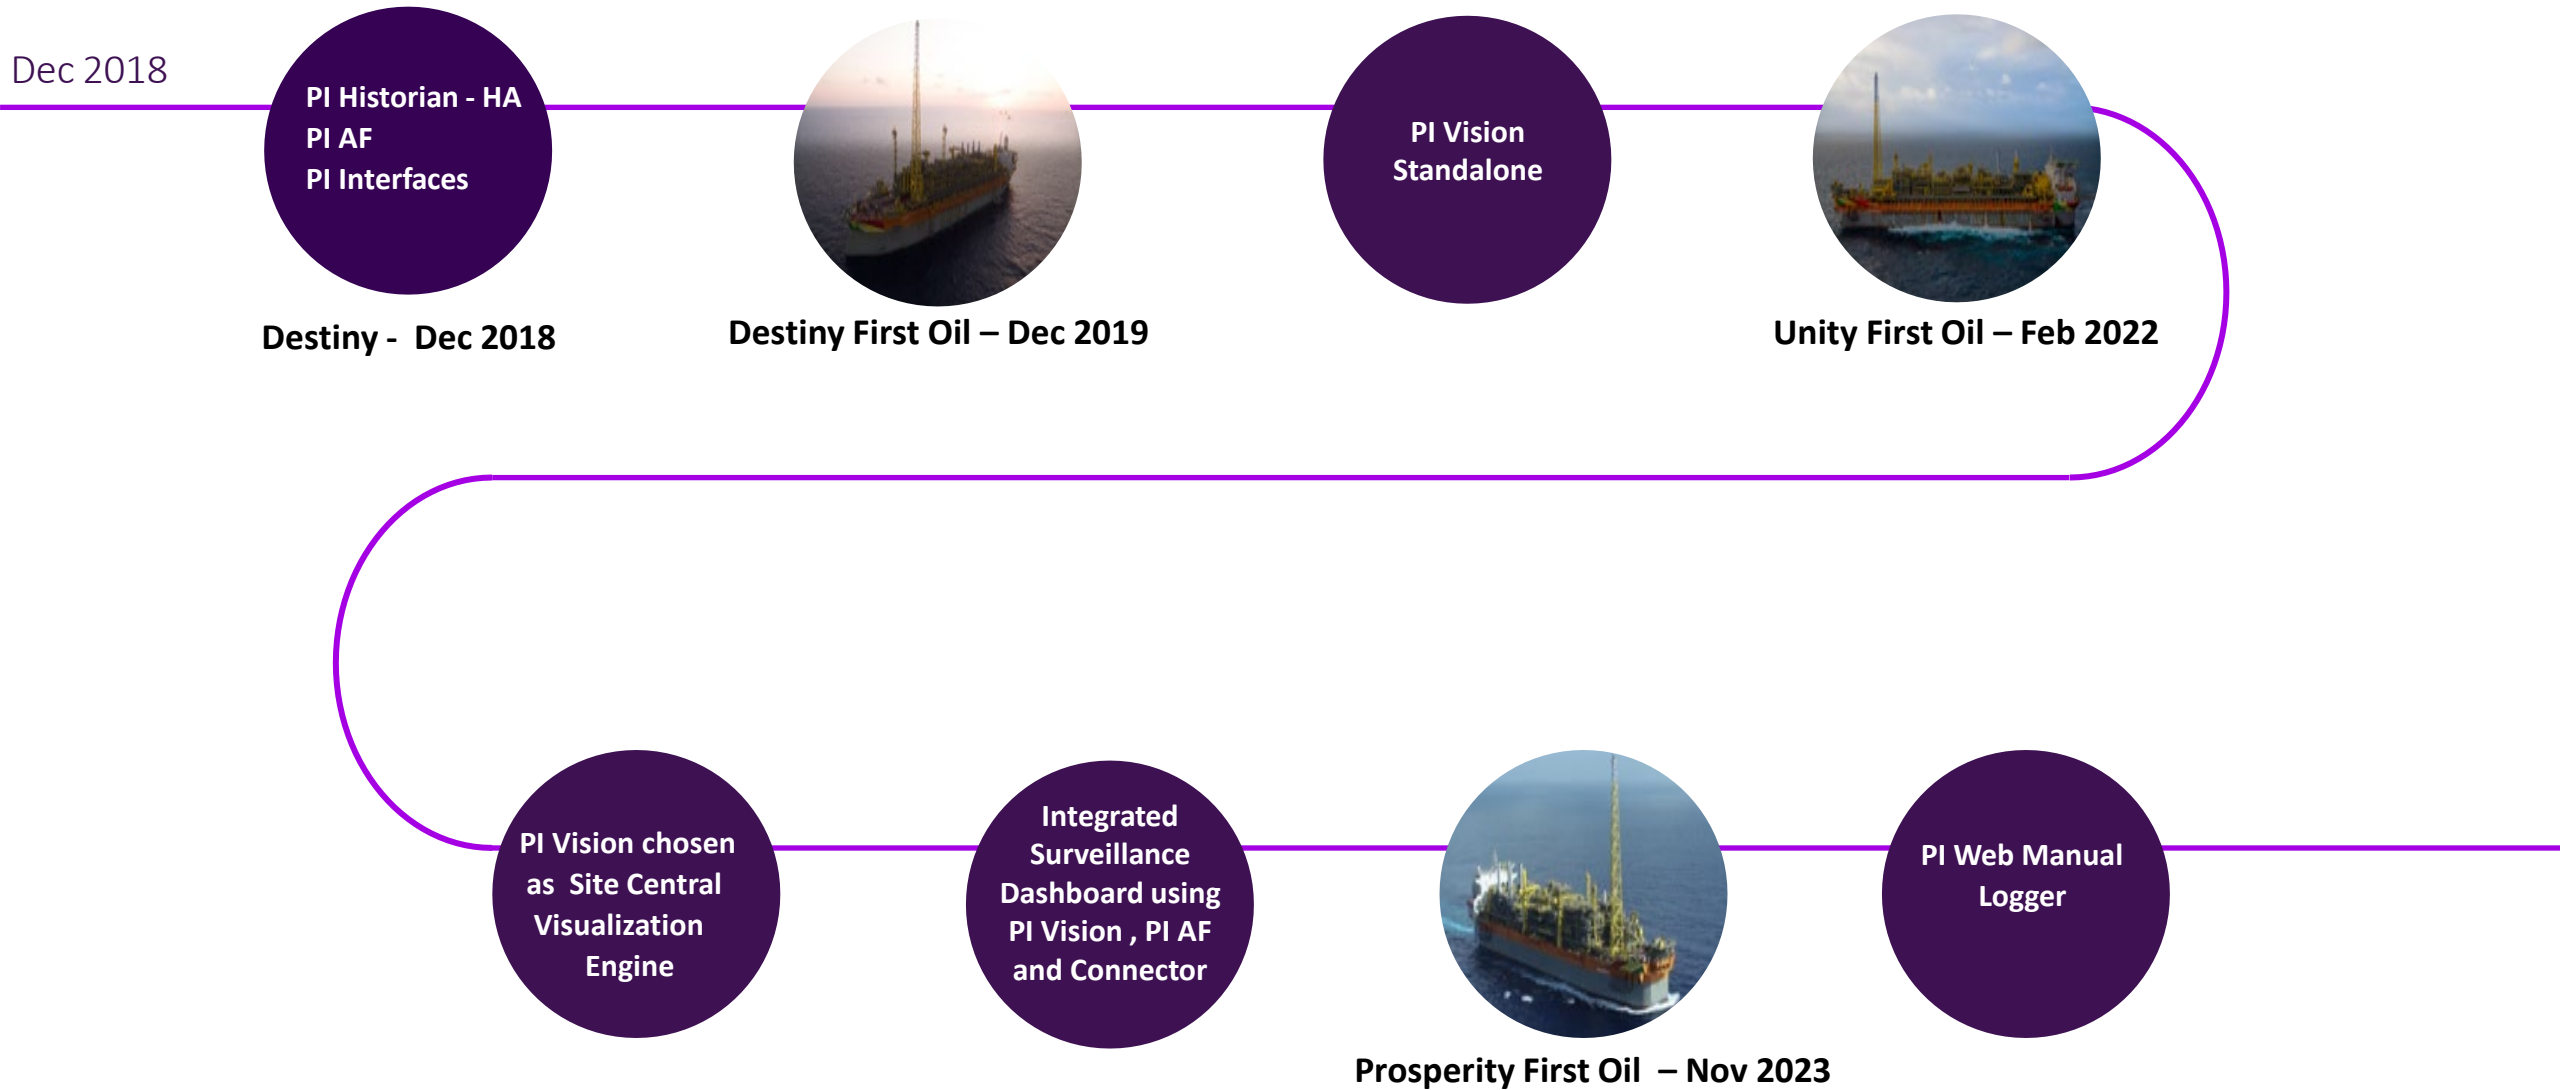 Dec 2018
PI Historian - HA
PI AF
PI Interfaces
Destiny -  Dec 2018
Destiny First Oil – Dec 2019
PI Vision
Standalone
Unity First Oil – Feb 2022
PI Vision chosen
as  Site Central
Visualization
Engine
Integrated
Surveillance
Dashboard using
PI Vision , PI AF
and Connector
Prosperity First Oil  – Nov 2023
PI Web Manual
Logger